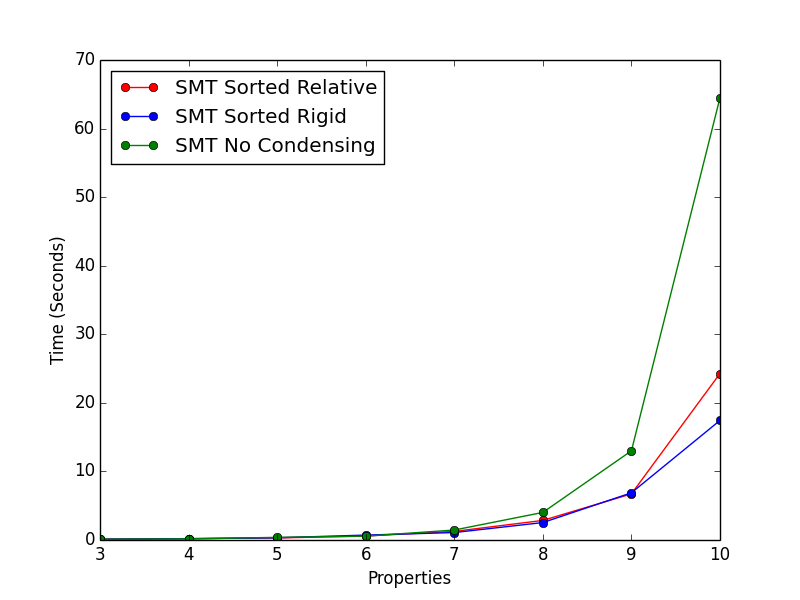 70
60
50
40
30
20
10
0
Time (Seconds)
SMT Sorted Relative
SMT Sorted Rigid
SMT No Condensing
3 4 5 6 7 8 9 10
Properties